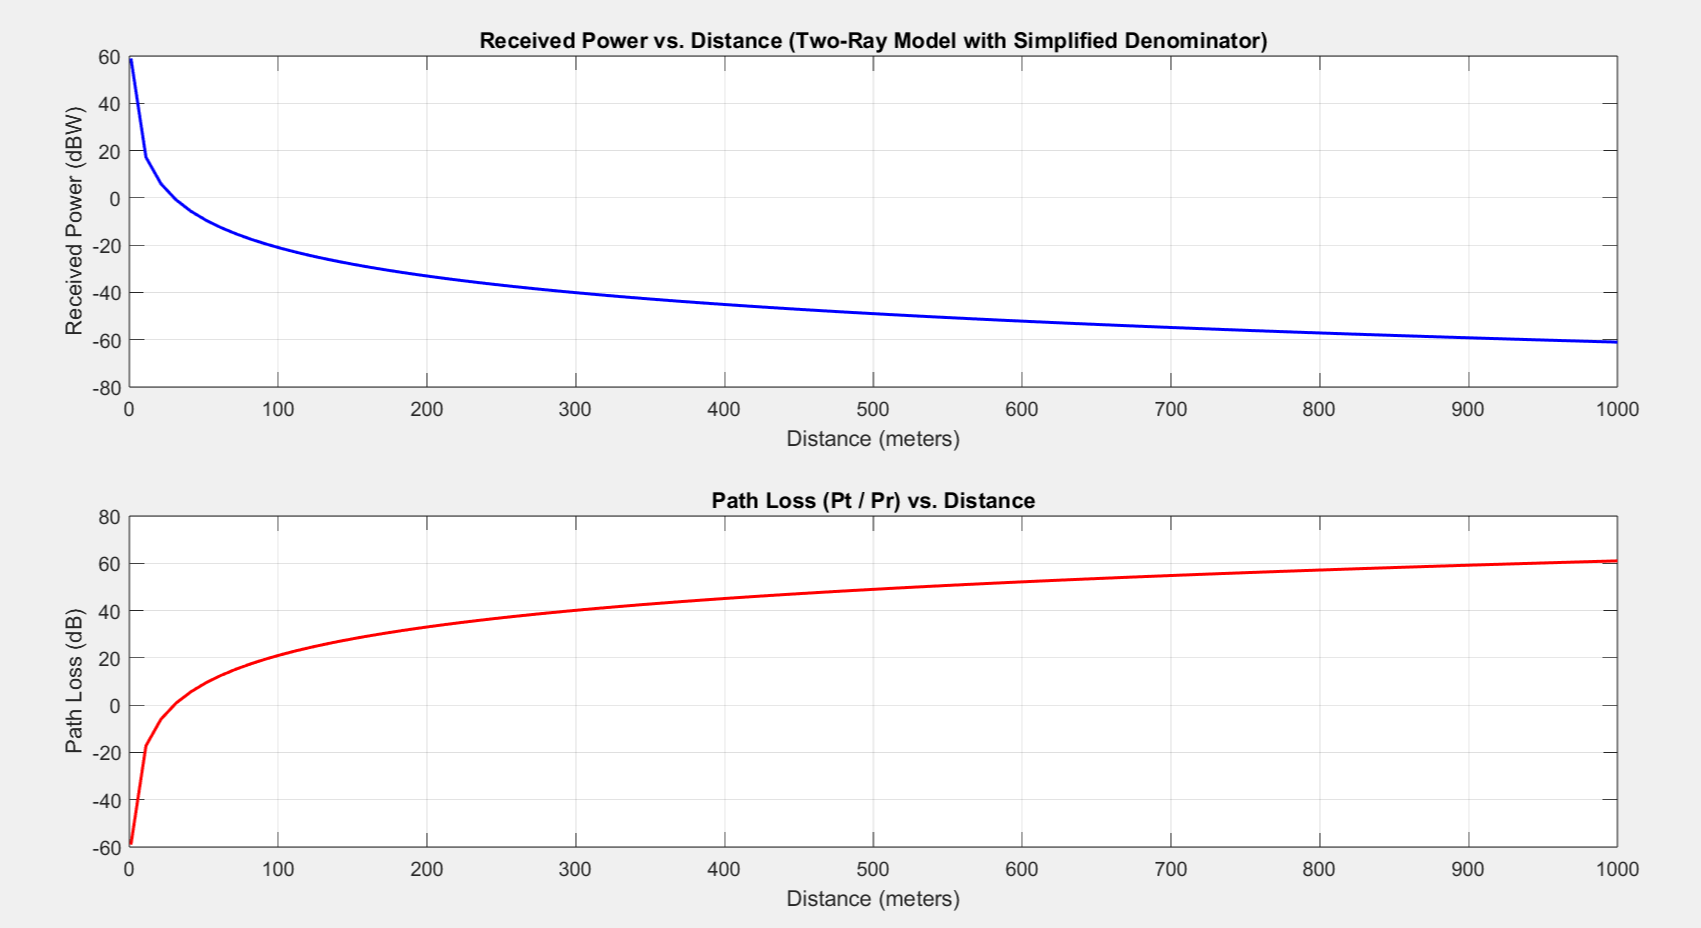 Received Power vs. Distance (Two-Ray Model with Simplified Denominator)
60
40
20
0
-20
-40
-60
-80
Received Power (dBW)
0 100 200 300 400 500 600 700 800 900 1000
Distance (meters)
Path Loss (Pt / Pr) vs. Distance
80
60
40
20
0
-20
-40
-60
Path Loss (dB)
0 100 200 300 400 500 600 700 800 900 1000
Distance (meters)